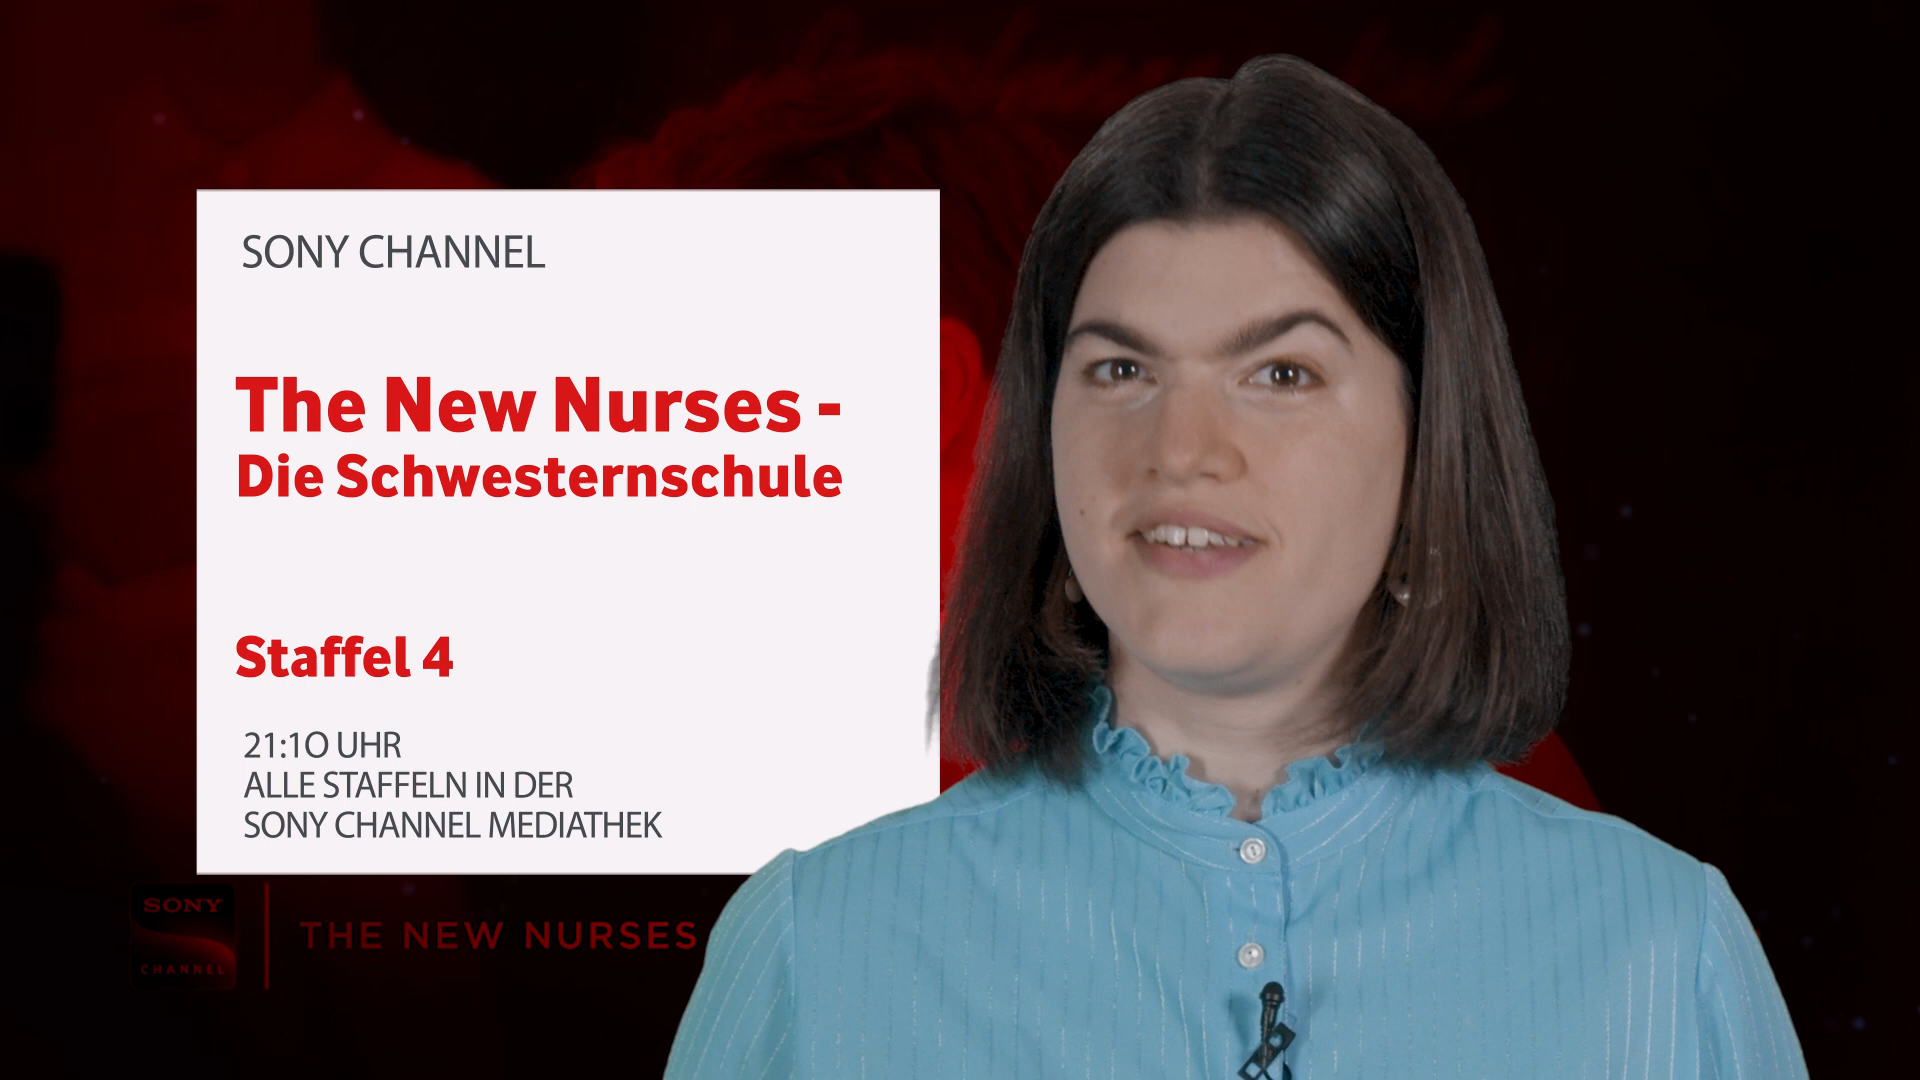 SONY CHANNEL
The New Nurses -
Die Schwesternschule
Staffel 4
21:10 UHR
ALLE STAFFELN IN DER
SONY CHANNEL MEDIATHEK
SONY
CHANNEL
THE NEW NURSES